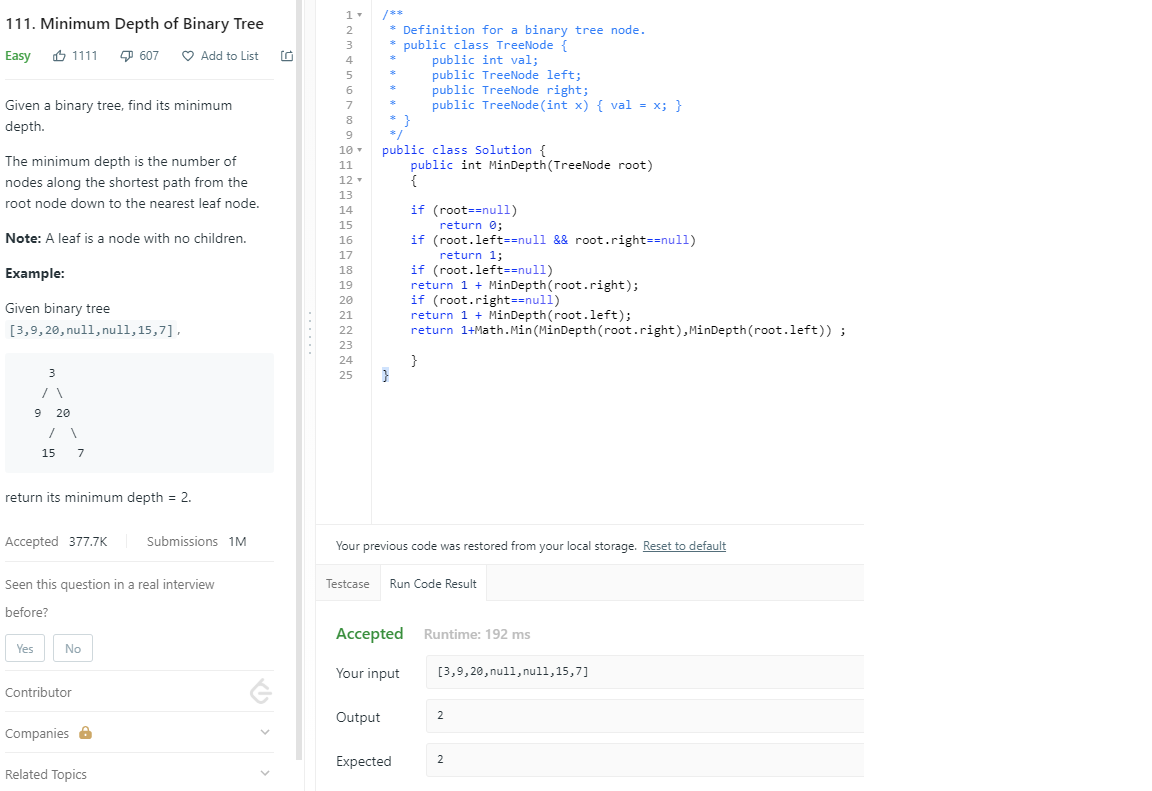 111. Minimum Depth of Binary Tree
Easy 1111 607 Add to List
Given a binary tree, find its minimum
depth.
The minimum depth is the number of
nodes along the shortest path from the
root node down to the nearest leaf node.
Note: A leaf is a node with no children.
Example:
Given binary tree
[3,9,20,null,null,15,7],
3
/ \
9 20
/ \
15 7
return its minimum depth = 2.
Accepted 377.7K Submissions 1M
Seen this question in a real interview
before?
Yes No
Contributor
Companies
Related Topics
1 /**
2 * Definition for a binary tree node.
3 * public class TreeNode {
4 *     public int val;
5 *     public TreeNode left;
6 *     public TreeNode right;
7 *     public TreeNode(int x) { val = x; }
8 * }
9 */
10 public class Solution {
11     public int MinDepth(TreeNode root)
12     {
13
14     if (root==null)
15         return 0;
16     if (root.left==null && root.right==null)
17         return 1;
18     if (root.left==null)
19     return 1 + MinDepth(root.right);
20     if (root.right==null)
21     return 1 + MinDepth(root.left);
22     return 1+Math.Min(MinDepth(root.right),MinDepth(root.left)) ;
23
24     }
25 }
Your previous code was restored from your local storage. Reset to default
Testcase Run Code Result
Accepted Runtime: 192 ms
Your input [3,9,20,null,null,15,7]
Output 2
Expected 2